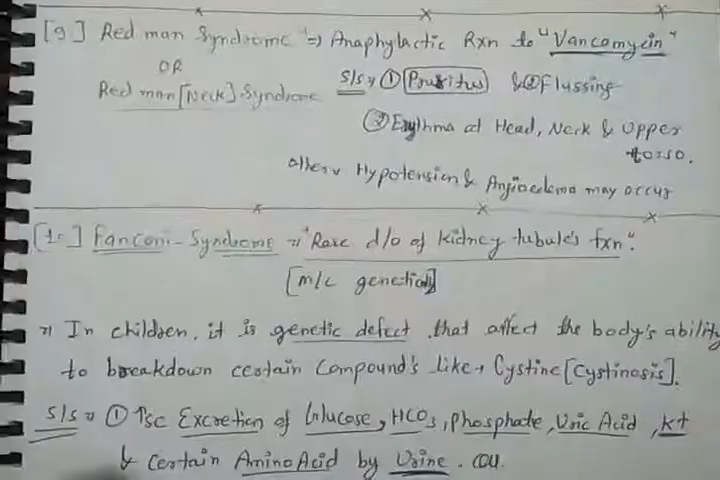 [9] Red man Syndrome => Anaphylactic Rxn to "Vancomycin"
OR
Red man [Neck] Syndrome
S/S => ① [Pruritus] & ② Flussing
③ Erythma at Head, Neck & Upper
torso.
other => Hypotension & Angioedema may occur
[10] Fanconi-Syndrome => "Rare d/o of kidney tubule's fxn".
[m/c genetically]
=> In children, it is genetic defect that affect the body's ability
to breakdown certain Compound's like → Cystine [Cystinosis].
S/S => ① ↑sc Excretion of Glucose, HCO3, Phosphate, Uric Acid, K+
& certain Amino Acid by Urine.